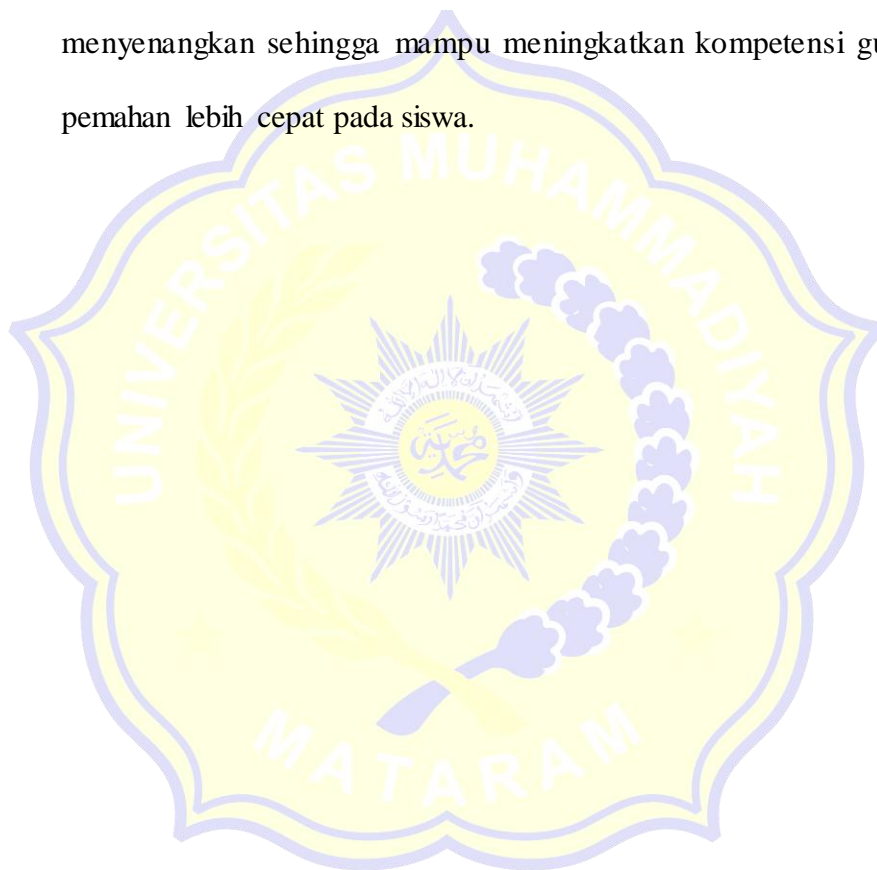 menyenangkan sehingga mampu meningkatkan kompetensi gu
pemahan lebih cepat pada siswa.
UNIVERSITAS MUHAMMADIYAH
MATARAM